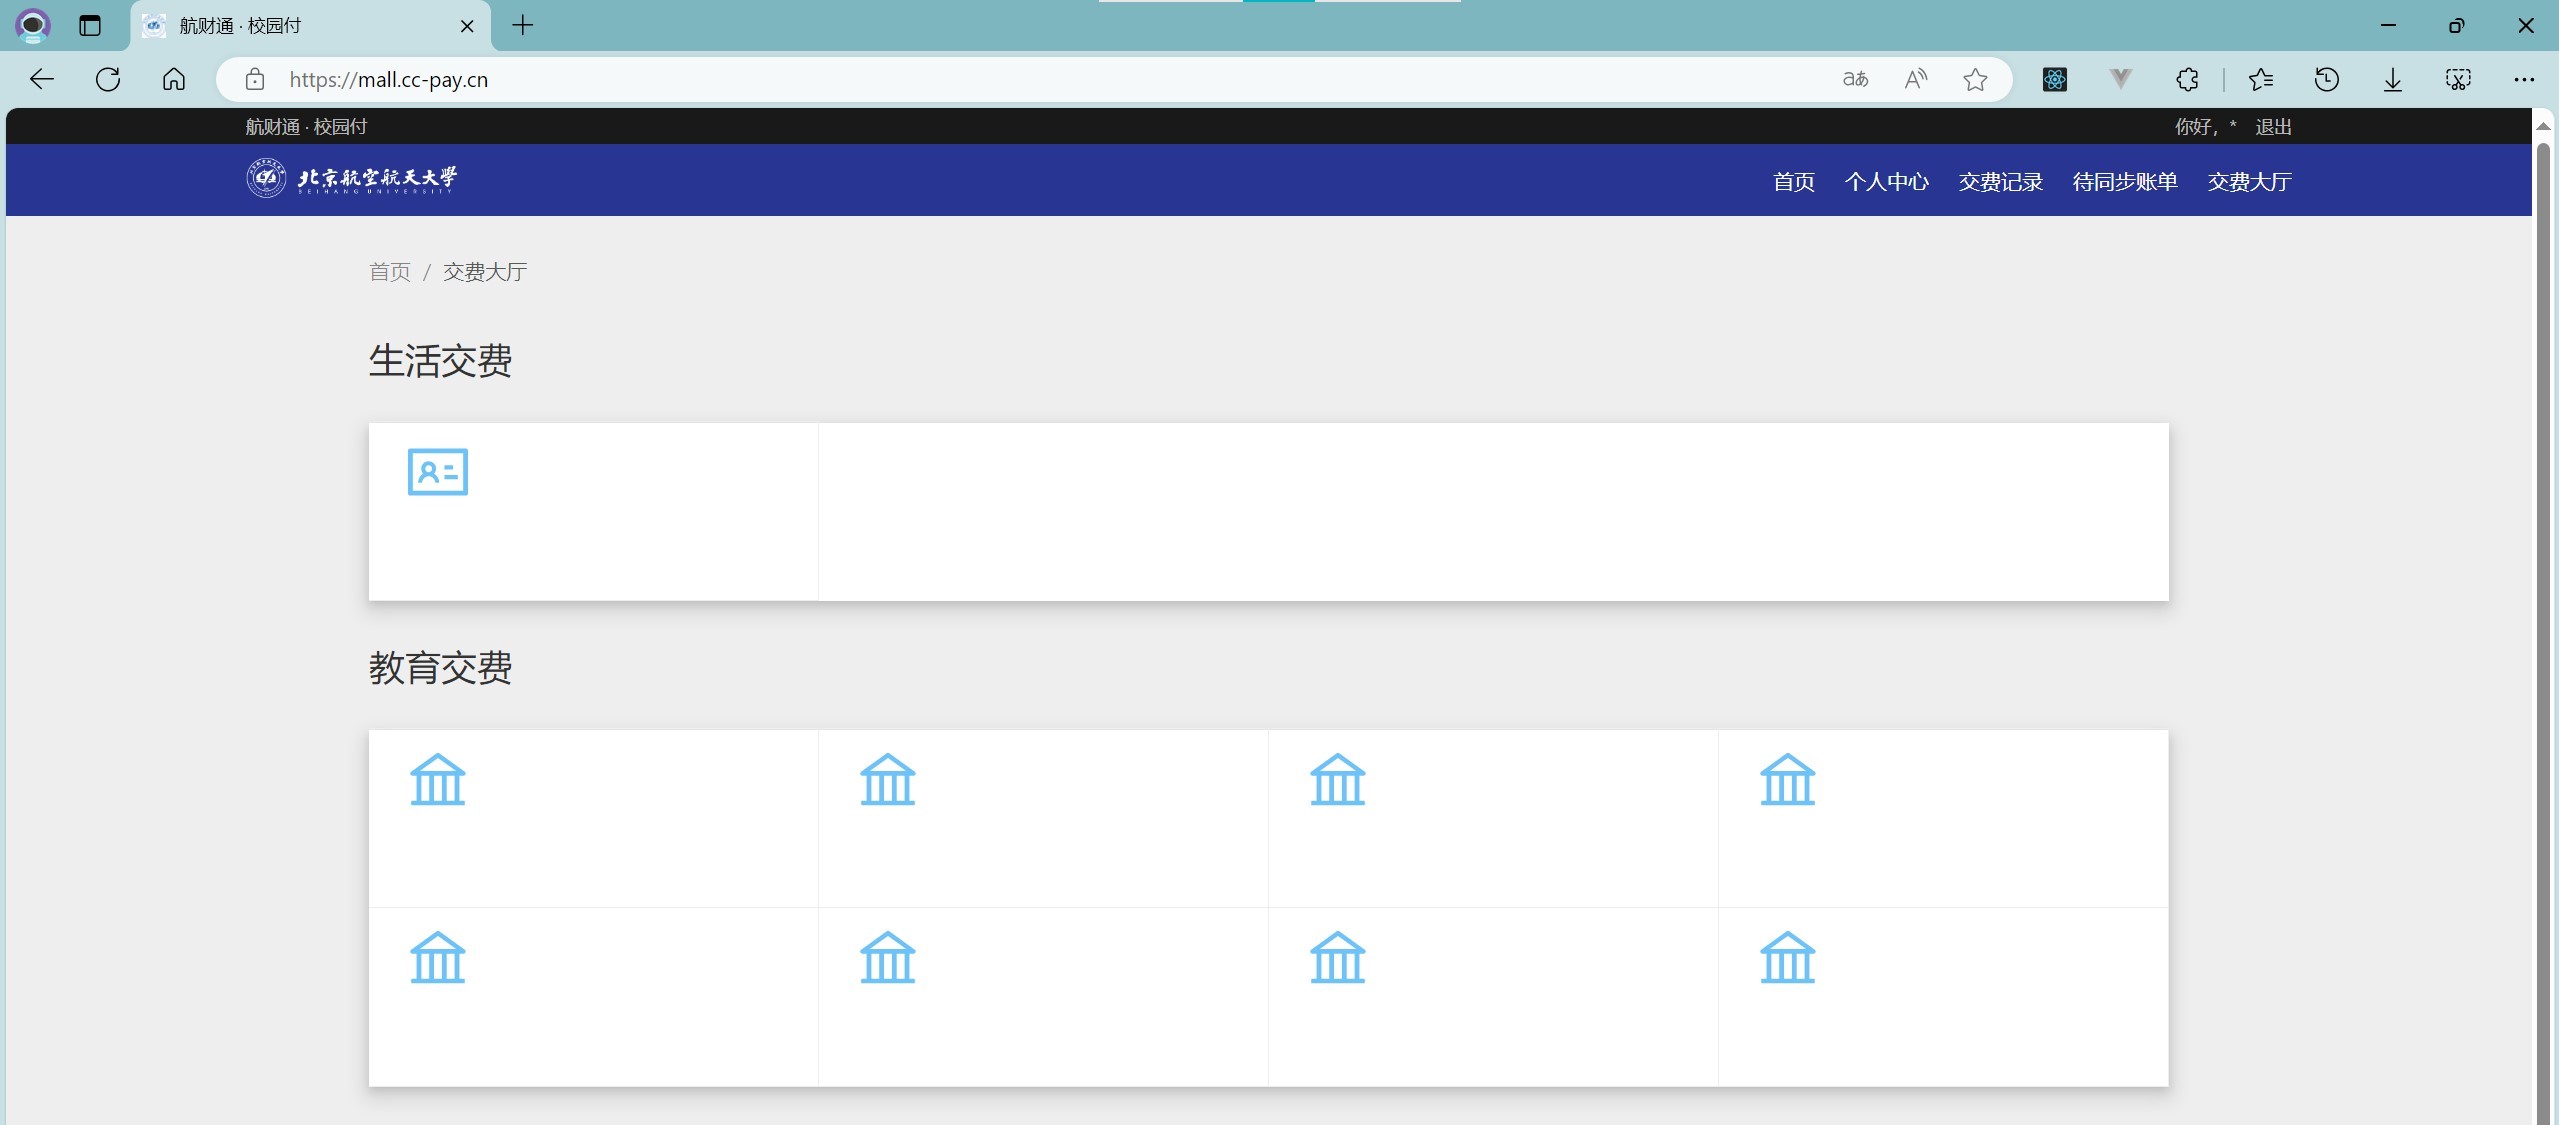 航财通 · 校园付
https://mall.cc-pay.cn
航财通 · 校园付
你好， * 退出
北京航空航天大學
BEIHANG UNIVERSITY
首页 个人中心 交费记录 待同步账单 交费大厅
首页 / 交费大厅
生活交费
教育交费